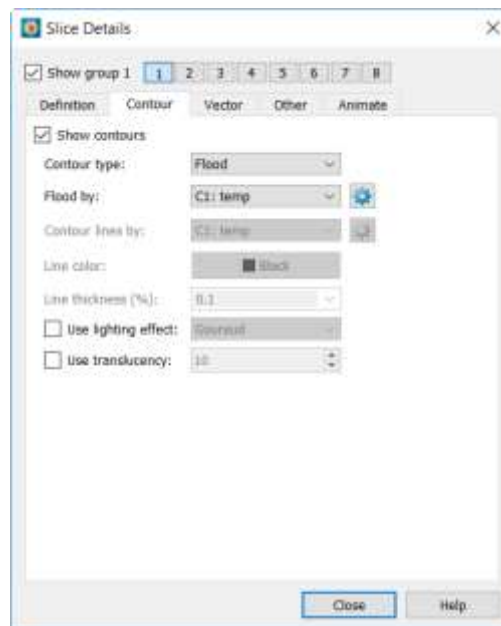 Slice Details
Show group 1 1 2 3 4 5 6 7 8
Definition Contour Vector Other Animate
Show contours
Contour type: Flood
Flood by: C1: temp
Contour lines by: C1: temp
Line color: Black
Line thickness (%): 0.1
Use lighting effect: Gouraud
Use translucency: 10
Close Help